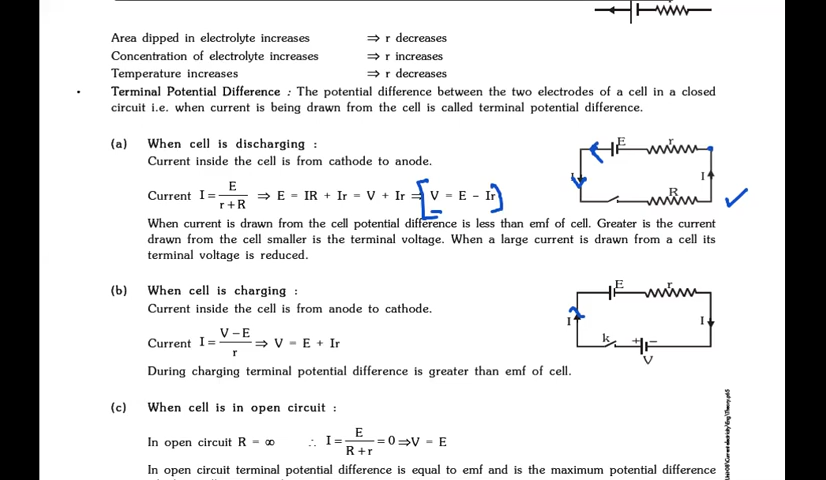 Area dipped in electrolyte increases ⇒ r decreases
Concentration of electrolyte increases ⇒ r increases
Temperature increases ⇒ r decreases
• Terminal Potential Difference : The potential difference between the two electrodes of a cell in a closed
circuit i.e. when current is being drawn from the cell is called terminal potential difference.
(a) When cell is discharging :
Current inside the cell is from cathode to anode.
Current I = E/(r+R) ⇒ E = IR + Ir = V + Ir ⇒ V = E − Ir
When current is drawn from the cell potential difference is less than emf of cell. Greater is the current
drawn from the cell smaller is the terminal voltage. When a large current is drawn from a cell its
terminal voltage is reduced.
E r
I I
R
(b) When cell is charging :
Current inside the cell is from anode to cathode.
Current I = (V−E)/r ⇒ V = E + Ir
During charging terminal potential difference is greater than emf of cell.
E r
I I
k + −
V
(c) When cell is in open circuit :
In open circuit R = ∞ ∴ I = E/(R+r) = 0 ⇒ V = E
In open circuit terminal potential difference is equal to emf and is the maximum potential difference